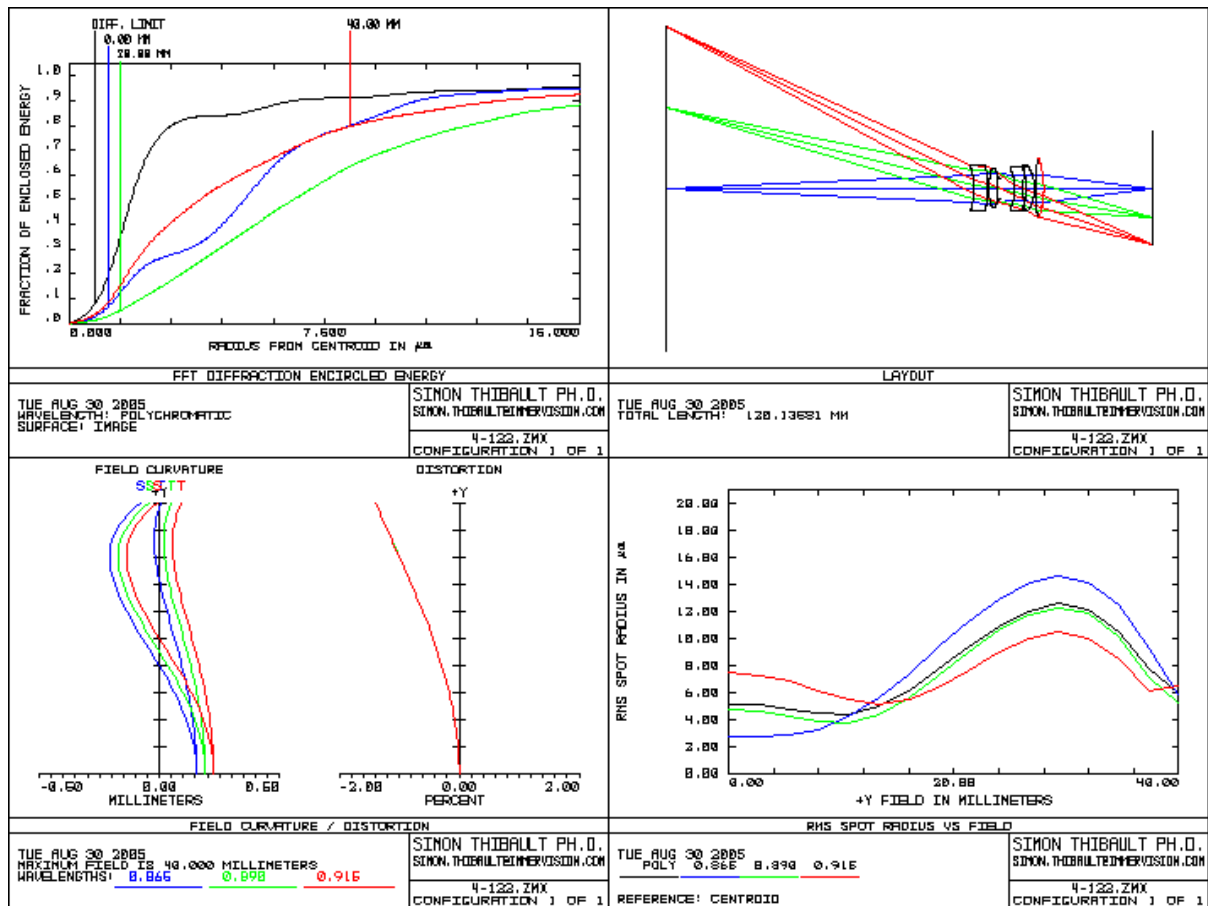 DIFF. LIMIT
0.00 MM
20.00 MM
40.00 MM
1.0
.9
.8
.7
.6
.5
.4
.3
.2
.1
.0
FRACTION OF ENCLOSED ENERGY
0.000
7.500
15.000
RADIUS FROM CENTROID IN µm
FFT DIFFRACTION ENCIRCLED ENERGY
TUE AUG 30 2005
WAVELENGTH: POLYCHROMATIC
SURFACE: IMAGE
SIMON THIBAULT PH.D.
SIMON.THIBAULT@IMMERVISION.COM
4-122.ZMX
CONFIGURATION 1 OF 1
LAYOUT
TUE AUG 30 2005
TOTAL LENGTH: 120.13681 MM
SIMON THIBAULT PH.D.
SIMON.THIBAULT@IMMERVISION.COM
4-122.ZMX
CONFIGURATION 1 OF 1
FIELD CURVATURE
+Y
-0.50
0.00
0.50
MILLIMETERS
DISTORTION
+Y
-2.00
0.00
2.00
PERCENT
FIELD CURVATURE / DISTORTION
TUE AUG 30 2005
MAXIMUM FIELD IS 40.000 MILLIMETERS
WAVELENGTHS: 0.865 0.890 0.915
SIMON THIBAULT PH.D.
SIMON.THIBAULT@IMMERVISION.COM
4-122.ZMX
CONFIGURATION 1 OF 1
20.00
18.00
16.00
14.00
12.00
10.00
8.00
6.00
4.00
2.00
0.00
RMS SPOT RADIUS IN µm
0.00
20.00
40.00
+Y FIELD IN MILLIMETERS
RMS SPOT RADIUS VS FIELD
TUE AUG 30 2005
POLY 0.865 0.890 0.915
REFERENCE: CENTROID
SIMON THIBAULT PH.D.
SIMON.THIBAULT@IMMERVISION.COM
4-122.ZMX
CONFIGURATION 1 OF 1